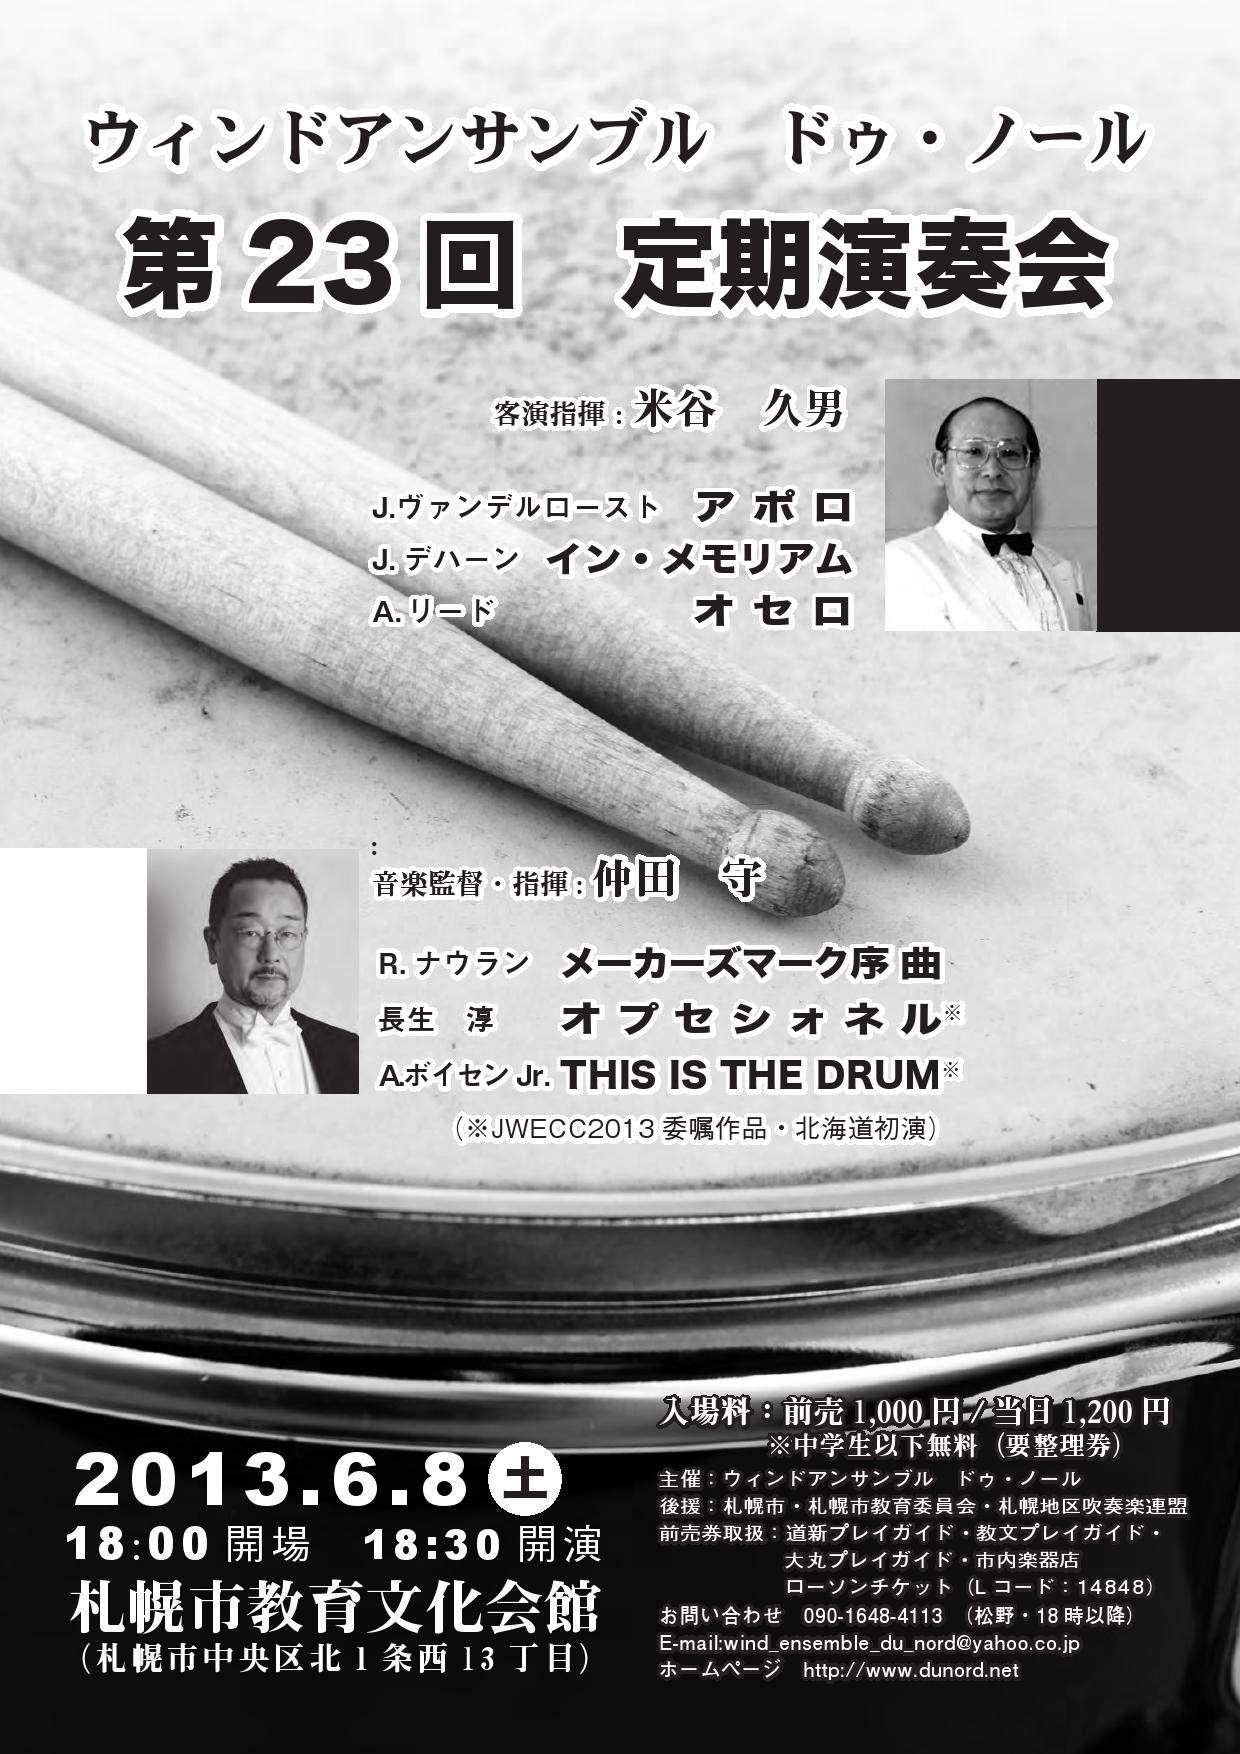 ウィンドアンサンブル　ドゥ・ノール
第23回　定期演奏会
客演指揮：米谷　久男
J.ヴァンデルロースト　アポロ
J.デハーン　イン・メモリアム
A.リード　オセロ
：
音楽監督・指揮：仲田　守
R.ナウラン　メーカーズマーク序曲
長生　淳　オプセショネル※
A.ボイセンJr. THIS IS THE DRUM※
（※JWECC2013委嘱作品・北海道初演）
2013.6.8 土
18:00開場　18:30開演
札幌市教育文化会館
（札幌市中央区北1条西13丁目）
入場料：前売1,000円／当日1,200円
※中学生以下無料（要整理券）
主催：ウィンドアンサンブル　ドゥ・ノール
後援：札幌市・札幌市教育委員会・札幌地区吹奏楽連盟
前売券取扱：道新プレイガイド・教文プレイガイド・
大丸プレイガイド・市内楽器店
ローソンチケット（Lコード：14848）
お問い合わせ　090-1648-4113　（松野・18時以降）
E-mail:wind_ensemble_du_nord@yahoo.co.jp
ホームページ　http://www.dunord.net